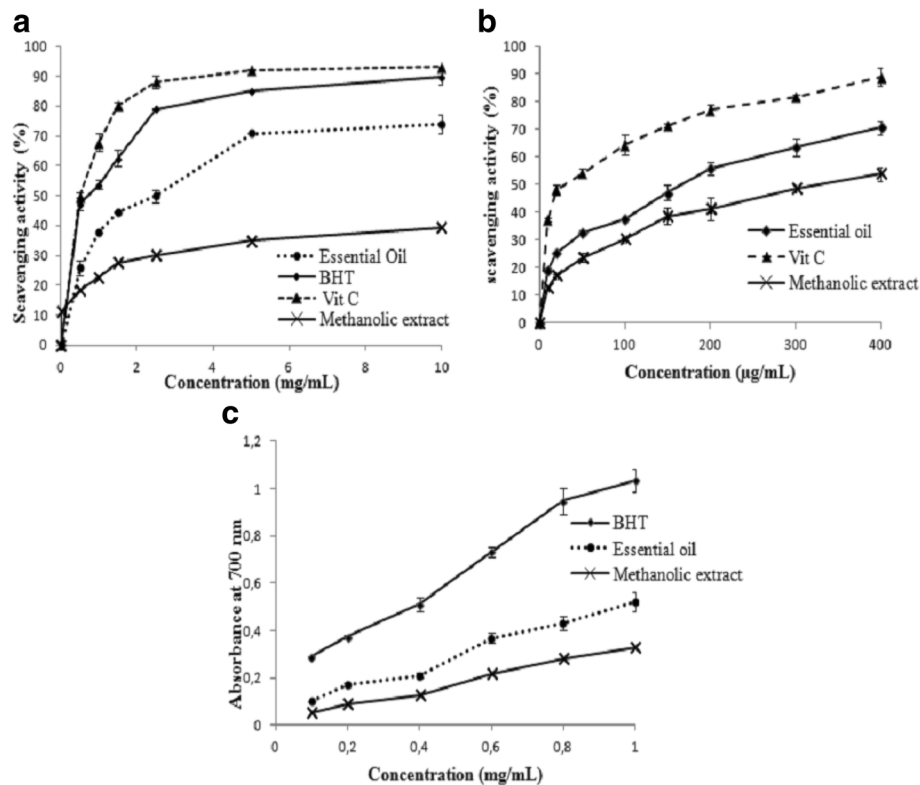 a
Scavenging activity (%)
100
90
80
70
60
50
40
30
20
10
0
0
2
4
6
8
10
Concentration (mg/mL)
Essential Oil
BHT
Vit C
Methanolic extract
b
scavenging activity (%)
100
90
80
70
60
50
40
30
20
10
0
0
100
200
300
400
Concentration (µg/mL)
Essential oil
Vit C
Methanolic extract
c
Absorbance at 700 nm
1,2
1
0,8
0,6
0,4
0,2
0
0
0,2
0,4
0,6
0,8
1
Concentration (mg/mL)
BHT
Essential oil
Methanolic extract